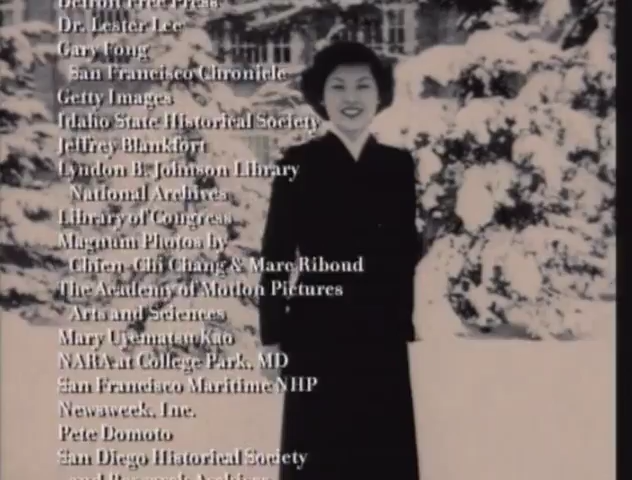 Detroit Free Press
Dr. Lester Lee
Gary Fong
San Francisco Chronicle
Getty Images
Idaho State Historical Society
Jeffrey Blankfort
Lyndon B. Johnson Library
National Archives
Library of Congress
Magnum Photos by
Chien-Chi Chang & Marc Riboud
The Academy of Motion Pictures
Arts and Sciences
Mary Uyematsu Kao
NARA at College Park, MD
San Francisco Maritime NHP
Newsweek, Inc.
Pete Domoto
San Diego Historical Society
and Research Archives